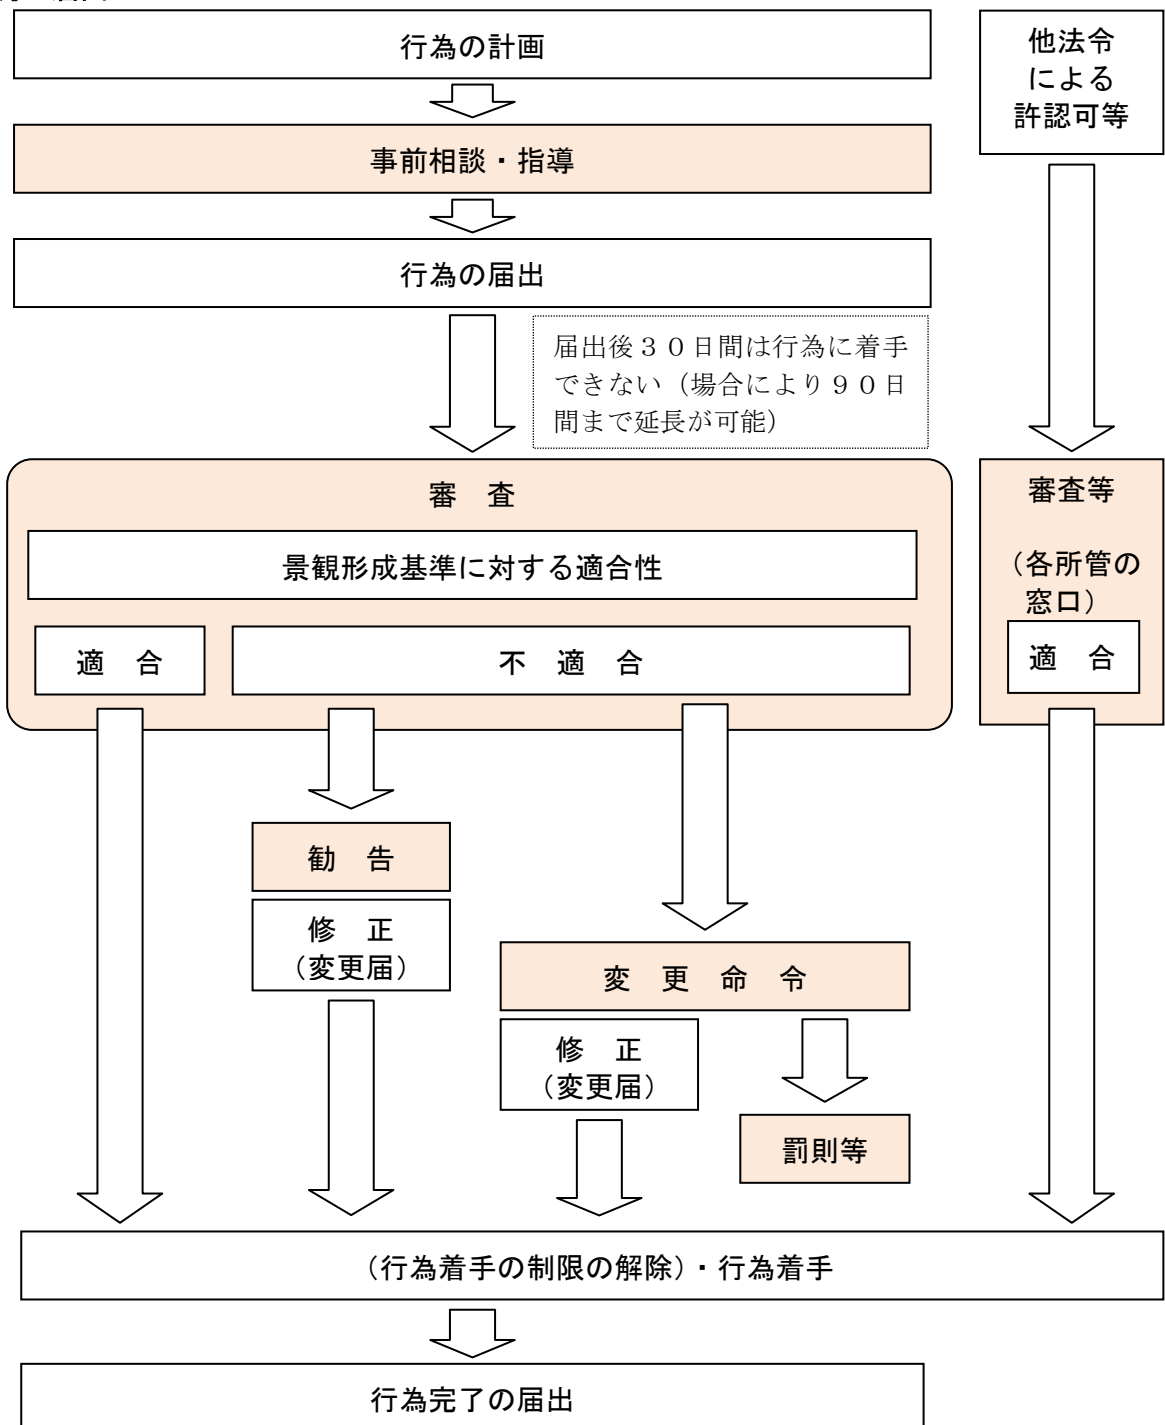 行為の計画
事前相談・指導
行為の届出
届出後３０日間は行為に着手
できない（場合により９０日
間まで延長が可能）
審　査
景観形成基準に対する適合性
適　合
不　適　合
勧　告
修　正
（変更届）
変　更　命　令
修　正
（変更届）
罰則等
他法令
による
許認可等
審査等
（各所管の
窓口）
適　合
（行為着手の制限の解除）・行為着手
行為完了の届出